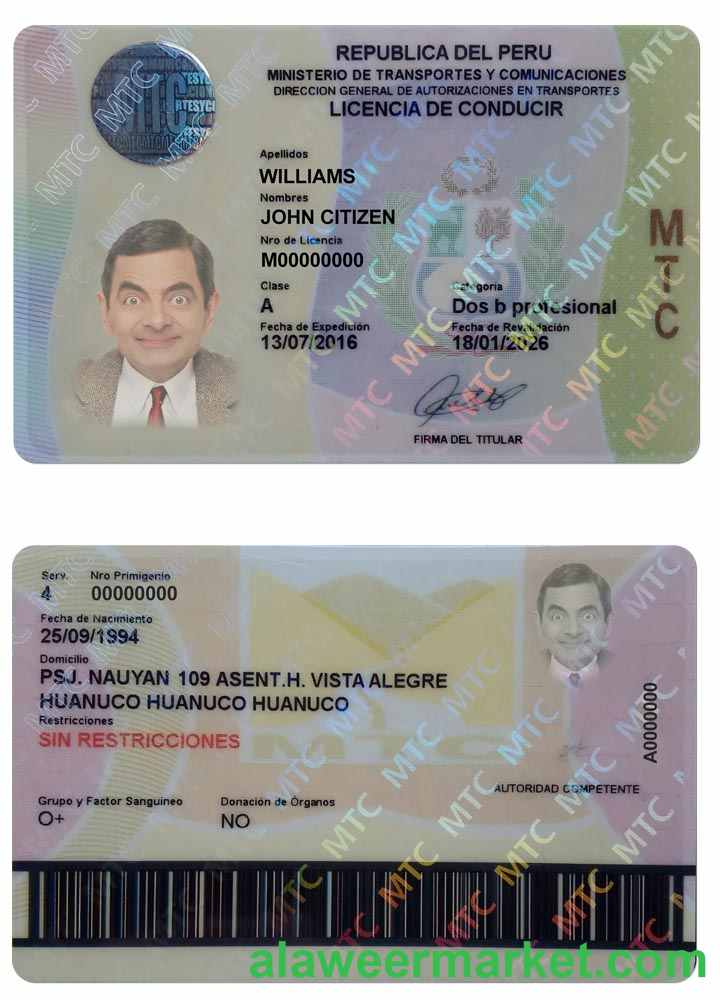 REPUBLICA DEL PERU
MINISTERIO DE TRANSPORTES Y COMUNICACIONES
DIRECCION GENERAL DE AUTORIZACIONES EN TRANSPORTES
LICENCIA DE CONDUCIR
Apellidos
WILLIAMS
Nombres
JOHN CITIZEN
Nro de Licencia
M00000000
Clase Categoria
A Dos b profesional
Fecha de Expedición Fecha de Revalidación
13/07/2016 18/01/2026
FIRMA DEL TITULAR
MTC
Serv. Nro Primigenio
4 00000000
Fecha de Nacimiento
25/09/1994
Domicilio
PSJ. NAUYAN 109 ASENT.H. VISTA ALEGRE
HUANUCO HUANUCO HUANUCO
Restricciones
SIN RESTRICCIONES
MTC
A0000000
AUTORIDAD COMPETENTE
Grupo y Factor Sanguineo Donación de Órganos
O+ NO
alaweermarket.com